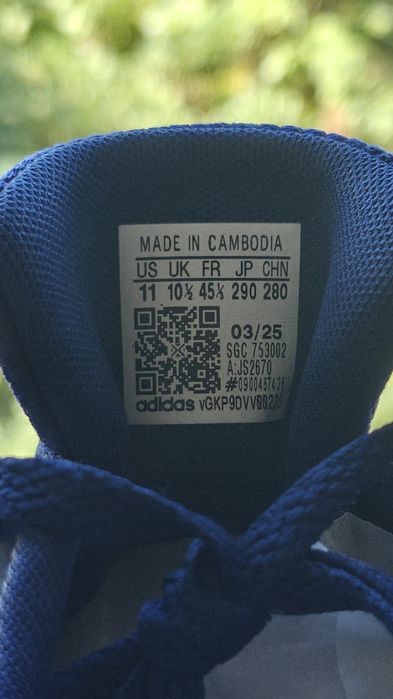 MADE IN CAMBODIA
US UK FR JP CHN
11 10½ 45⅓ 290 280
03/25
SGC 753002
A:JS2670
adidas